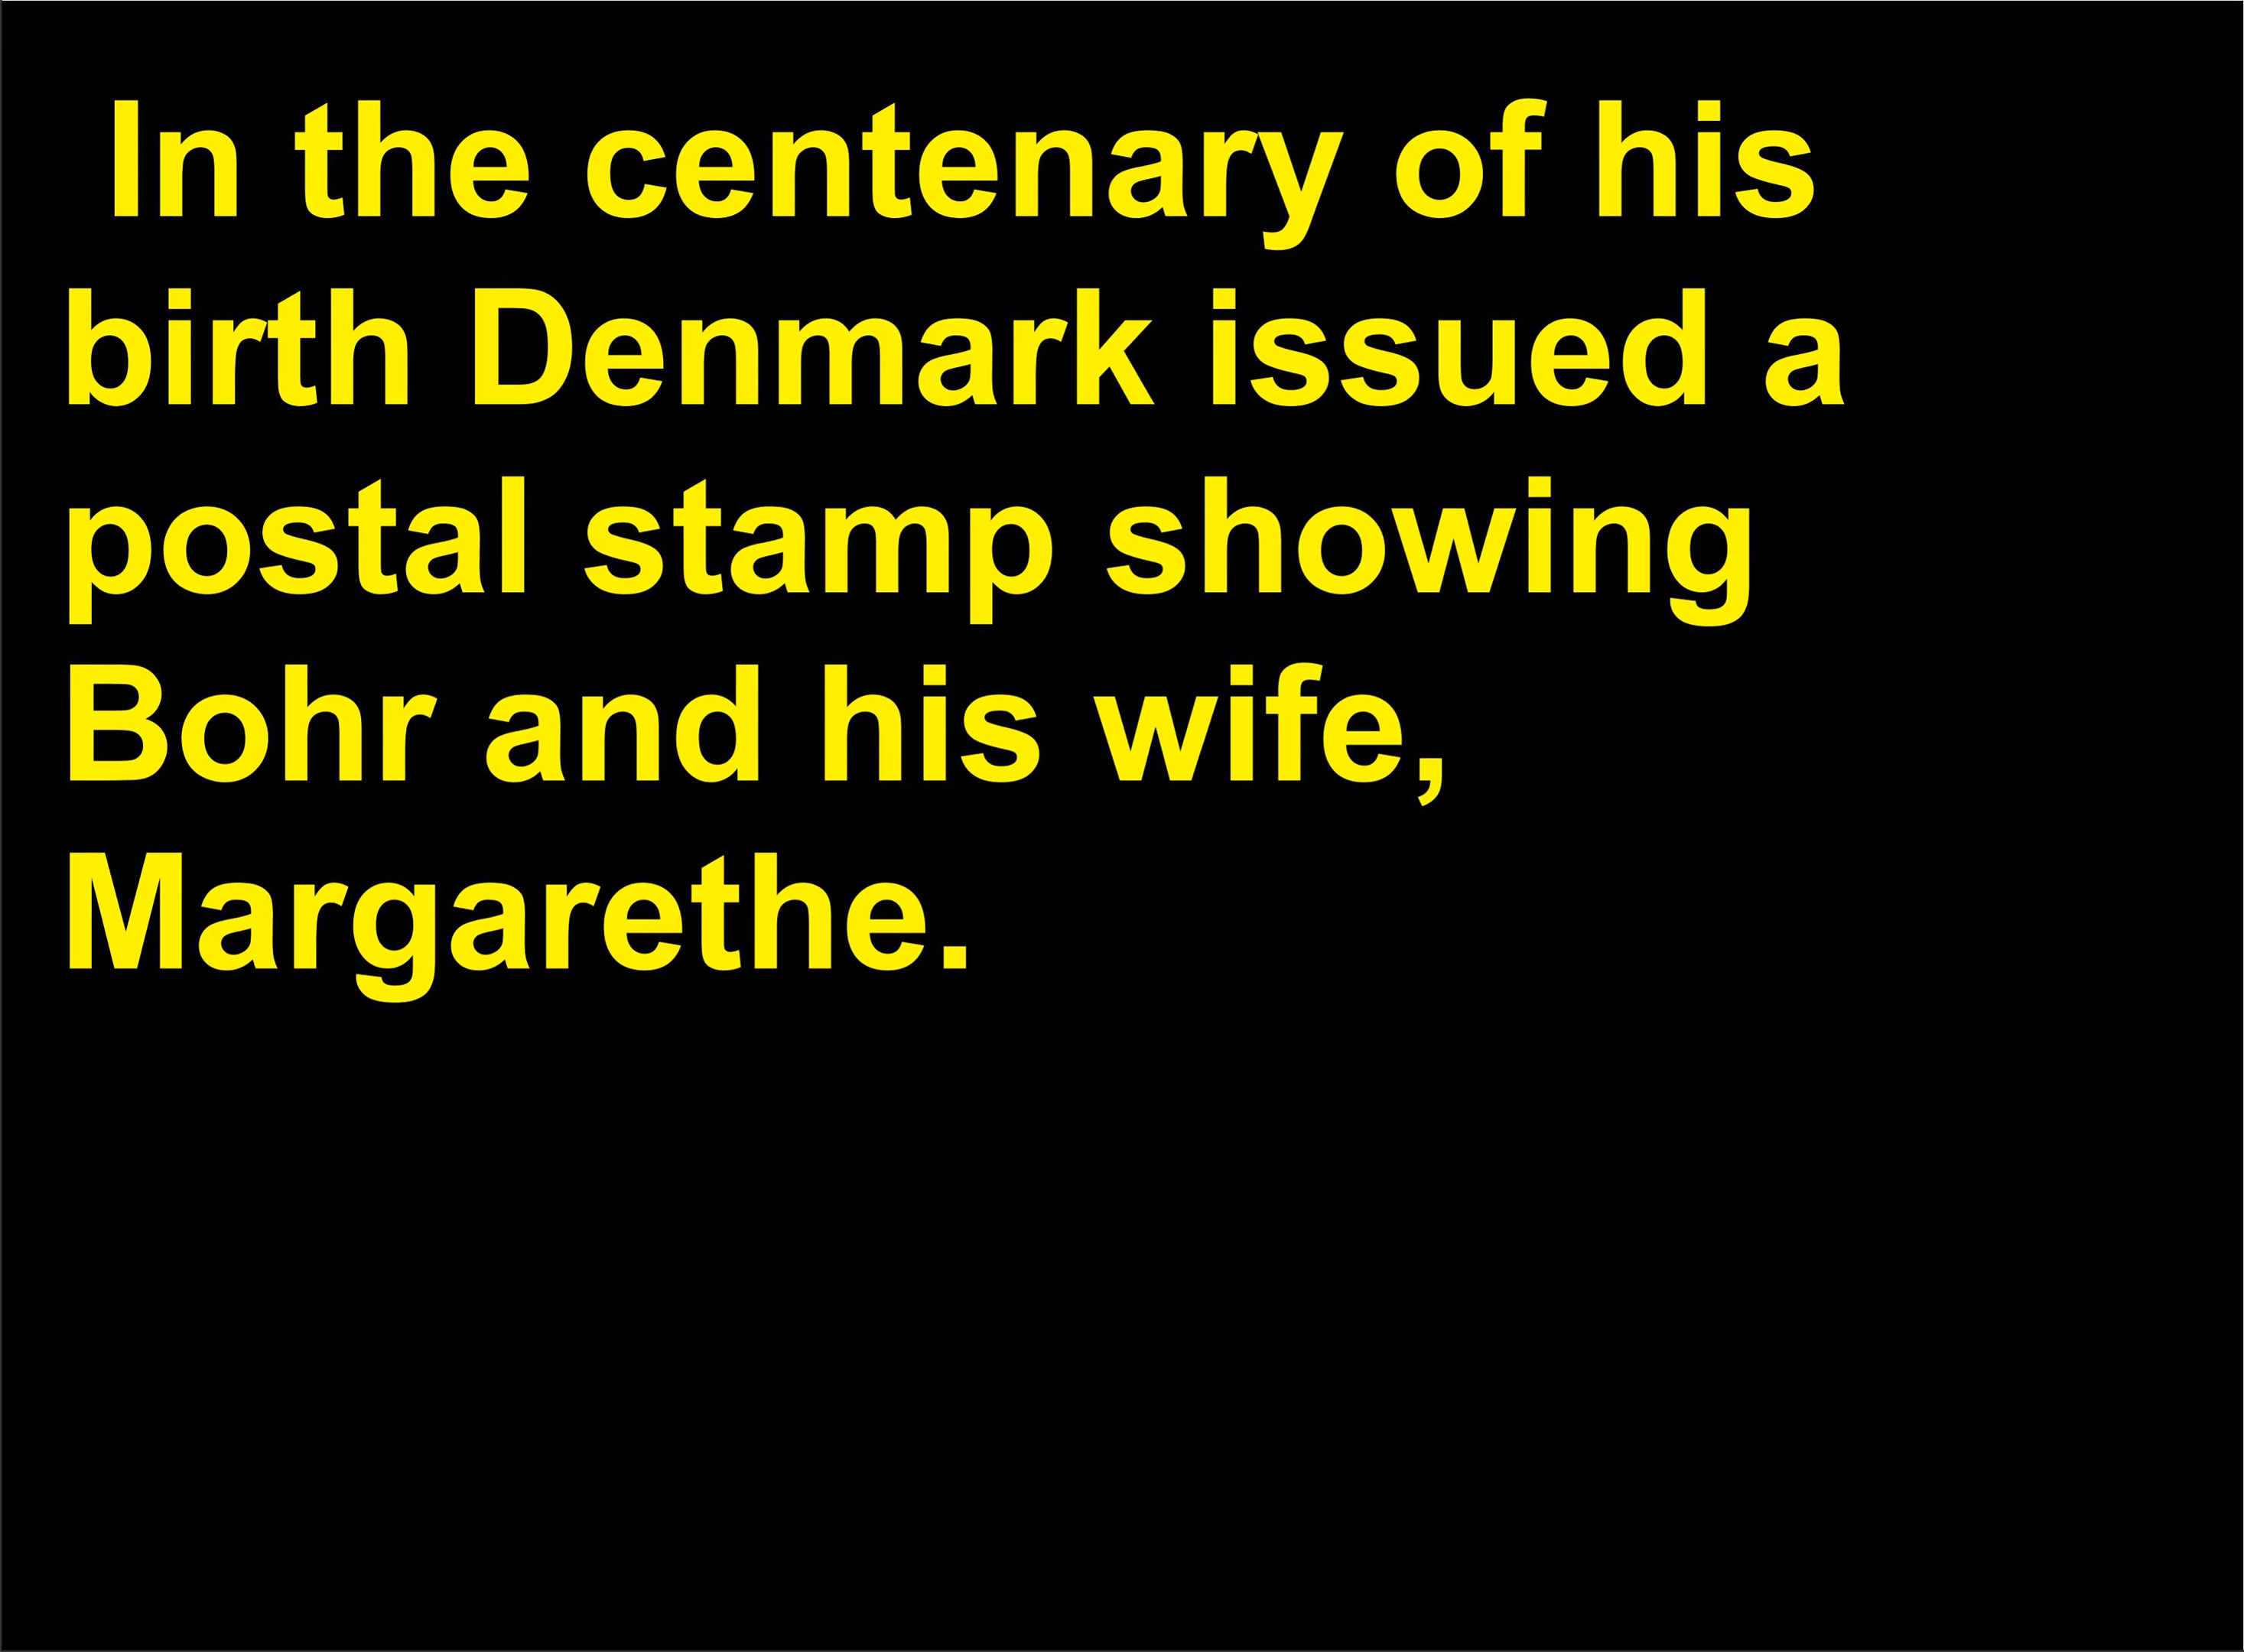 In the centenary of his
birth Denmark issued a
postal stamp showing
Bohr and his wife,
Margarethe.